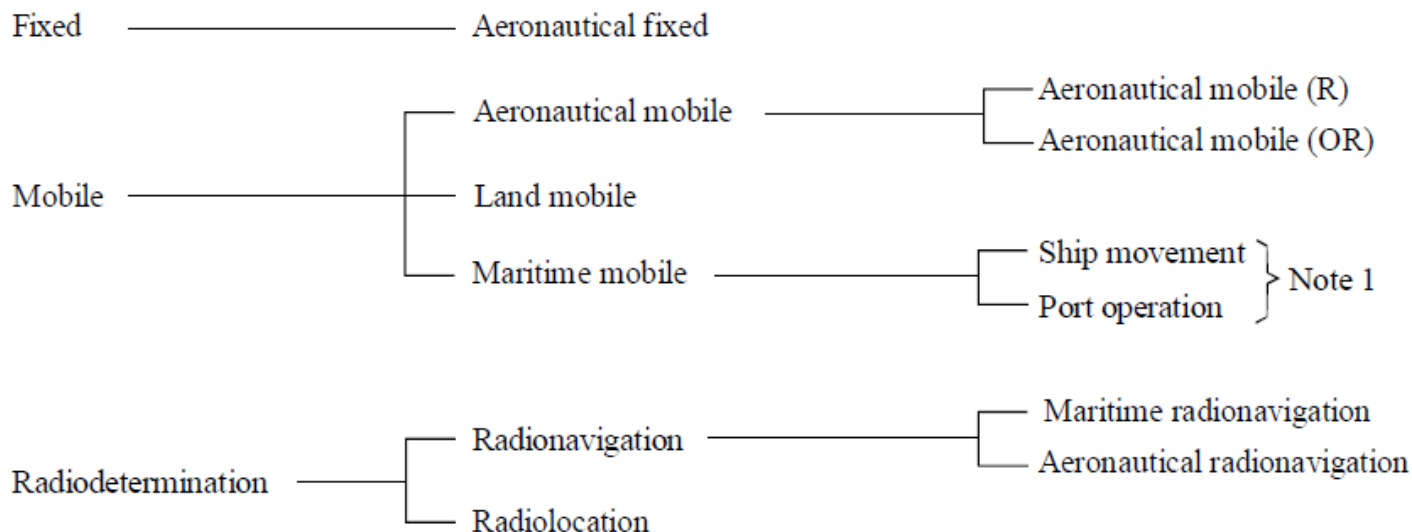 Fixed
Aeronautical fixed
Aeronautical mobile
Aeronautical mobile (R)
Aeronautical mobile (OR)
Mobile
Land mobile
Maritime mobile
Ship movement
Port operation
Note 1
Radiodetermination
Radionavigation
Maritime radionavigation
Aeronautical radionavigation
Radiolocation